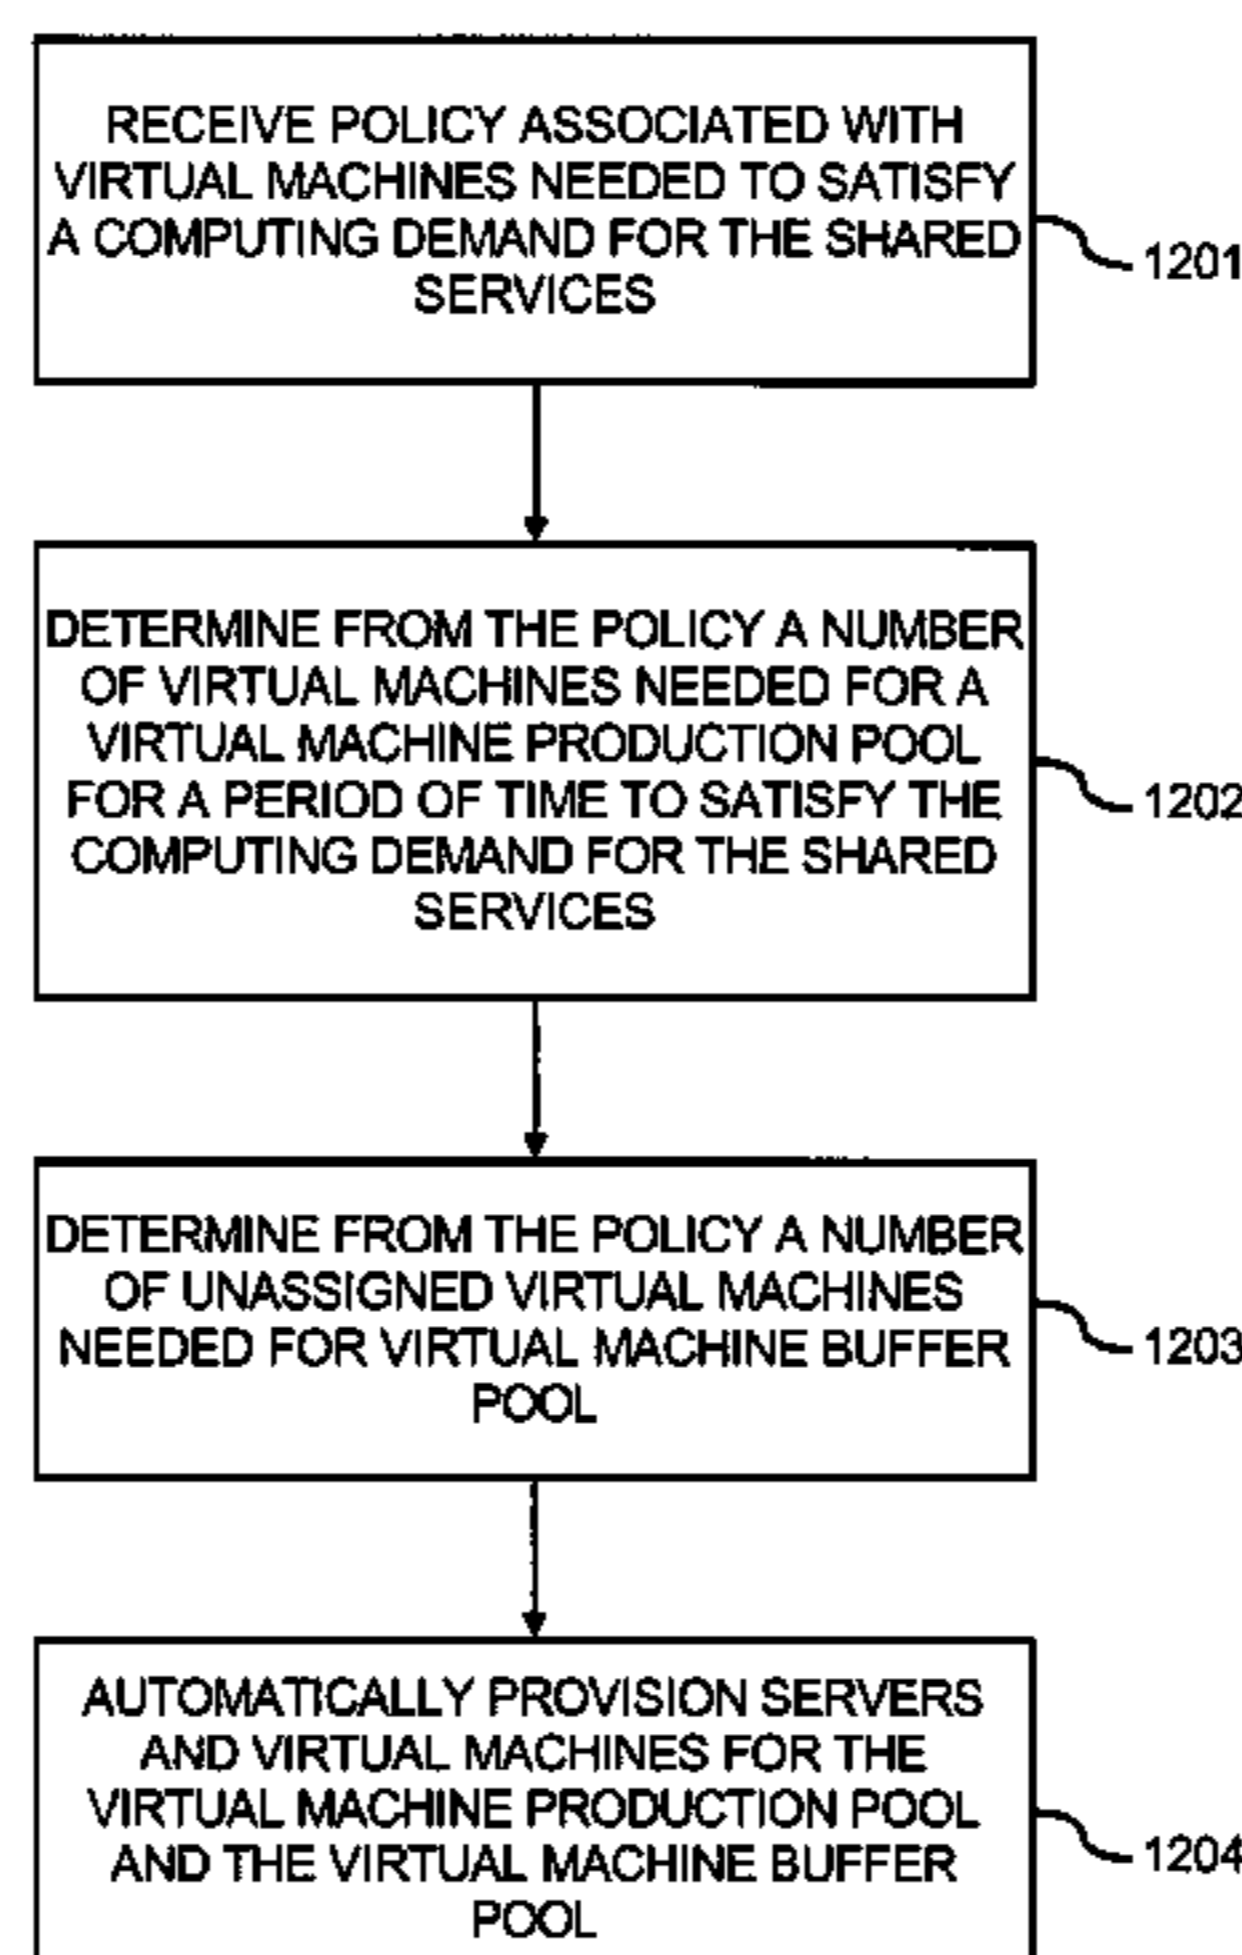 RECEIVE POLICY ASSOCIATED WITH
VIRTUAL MACHINES NEEDED TO SATISFY
A COMPUTING DEMAND FOR THE SHARED
SERVICES
1201
DETERMINE FROM THE POLICY A NUMBER
OF VIRTUAL MACHINES NEEDED FOR A
VIRTUAL MACHINE PRODUCTION POOL
FOR A PERIOD OF TIME TO SATISFY THE
COMPUTING DEMAND FOR THE SHARED
SERVICES
1202
DETERMINE FROM THE POLICY A NUMBER
OF UNASSIGNED VIRTUAL MACHINES
NEEDED FOR VIRTUAL MACHINE BUFFER
POOL
1203
AUTOMATICALLY PROVISION SERVERS
AND VIRTUAL MACHINES FOR THE
VIRTUAL MACHINE PRODUCTION POOL
AND THE VIRTUAL MACHINE BUFFER
POOL
1204